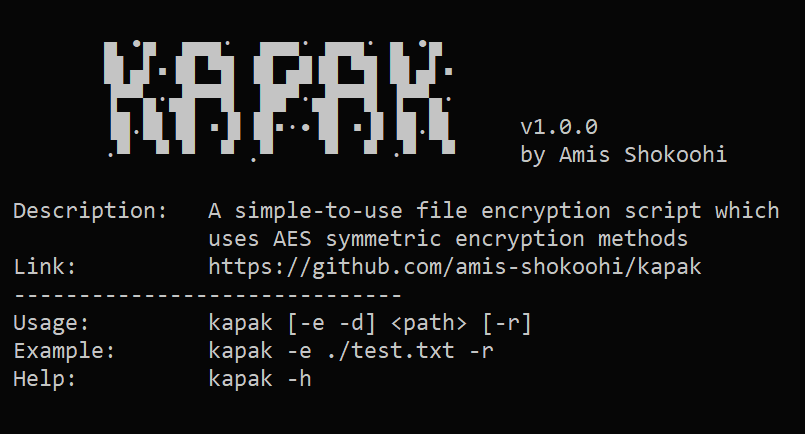 KAPAK
v1.0.0
by Amis Shokoohi
Description: A simple-to-use file encryption script which
uses AES symmetric encryption methods
Link: https://github.com/amis-shokoohi/kapak
------------------------------
Usage: kapak [-e -d] <path> [-r]
Example: kapak -e ./test.txt -r
Help: kapak -h